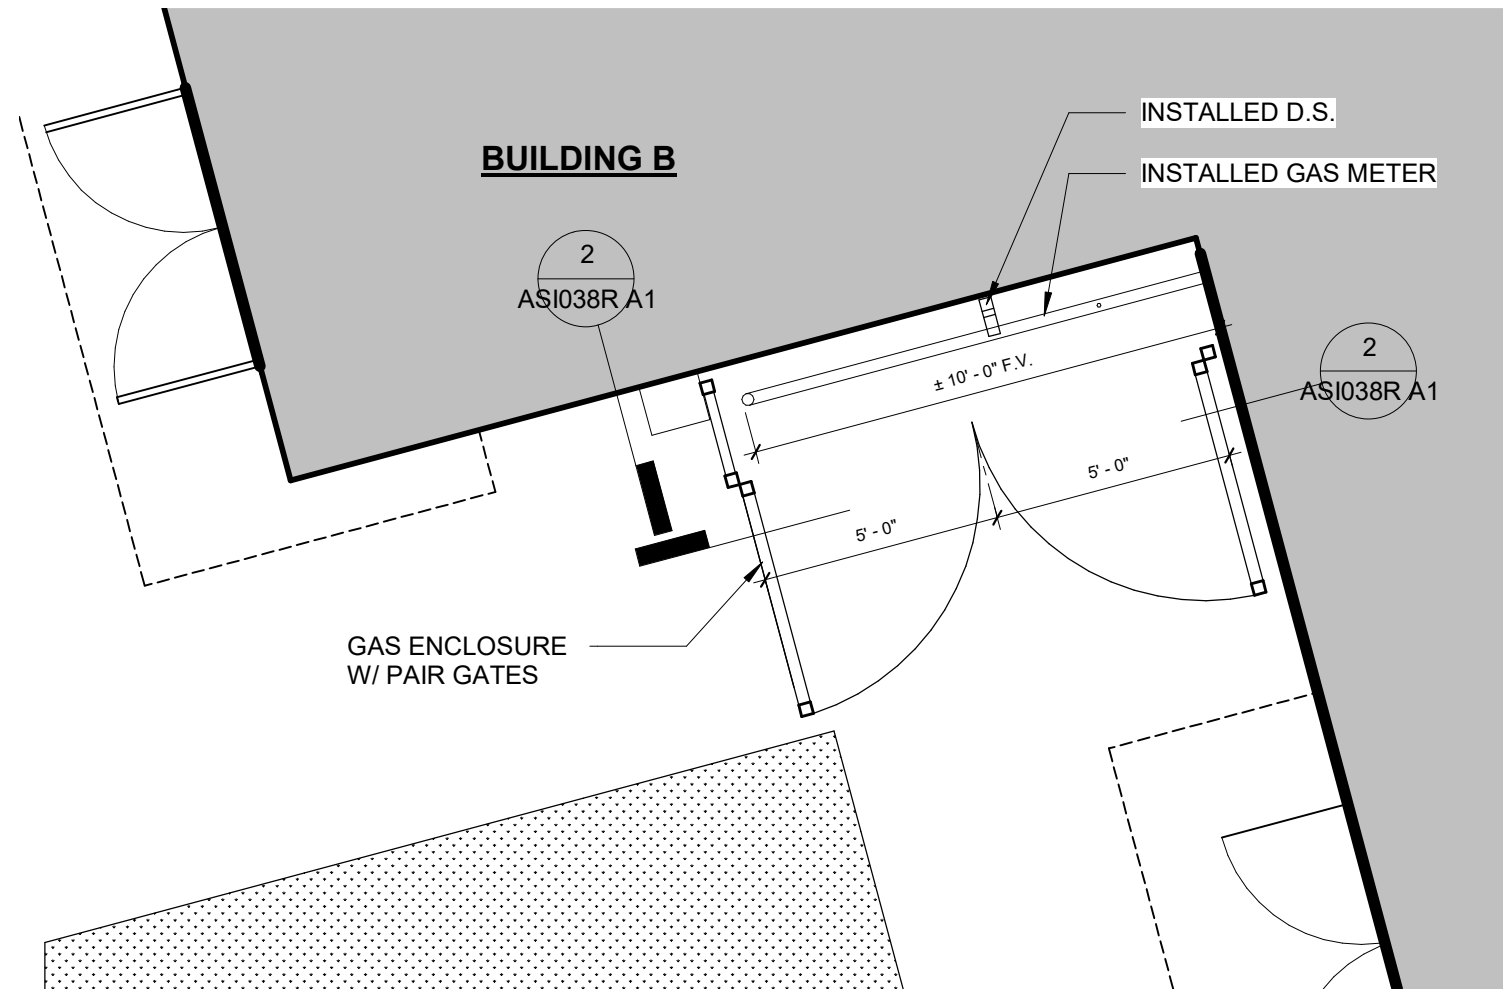 INSTALLED D.S.
BUILDING B
INSTALLED GAS METER
2
ASI038R A1
2
ASI038R A1
± 10' - 0" F.V.
5' - 0"
5' - 0"
GAS ENCLOSURE
W/ PAIR GATES